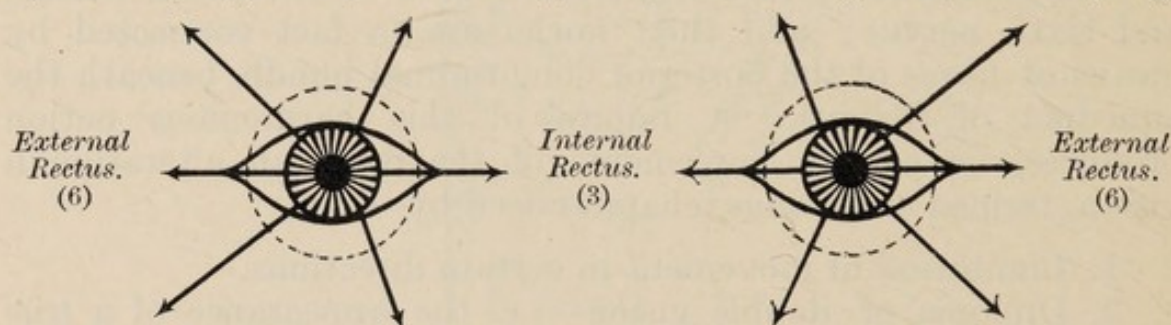 External
Rectus.
(6)
Internal
Rectus.
(3)
External
Rectus.
(6)